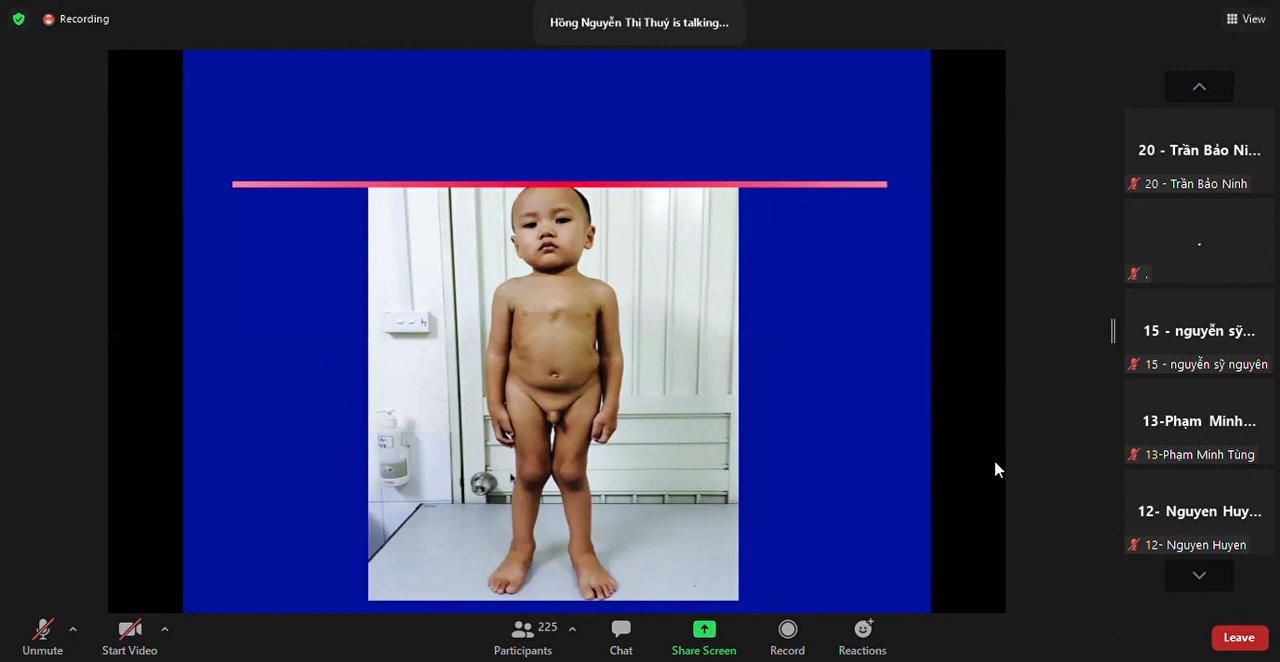 Recording
Hồng Nguyễn Thị Thuý is talking...
View
20 - Trần Bảo Ni...
20 - Trần Bảo Ninh
.
.
15 - nguyễn sỹ...
15 - nguyễn sỹ nguyên
13-Phạm Minh...
13-Phạm Minh Tùng
12- Nguyen Huy...
12- Nguyen Huyen
Unmute
Start Video
225
Participants
Chat
Share Screen
Record
Reactions
Leave